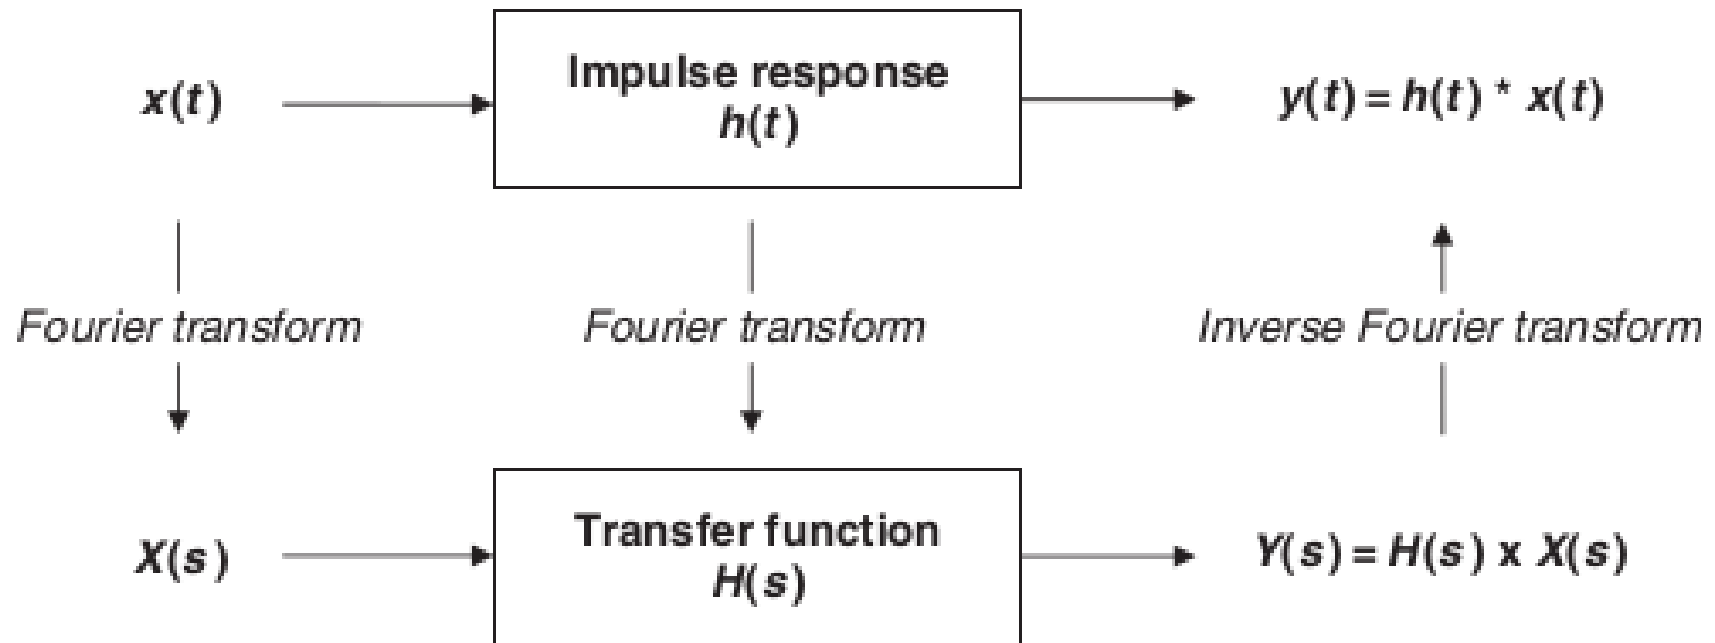 Impulse response
x(t)
h(t)
y(t) = h(t) * x(t)
Fourier transform
Fourier transform
Inverse Fourier transform
Transfer function
X(s)
H(s)
Y(s) = H(s) x X(s)